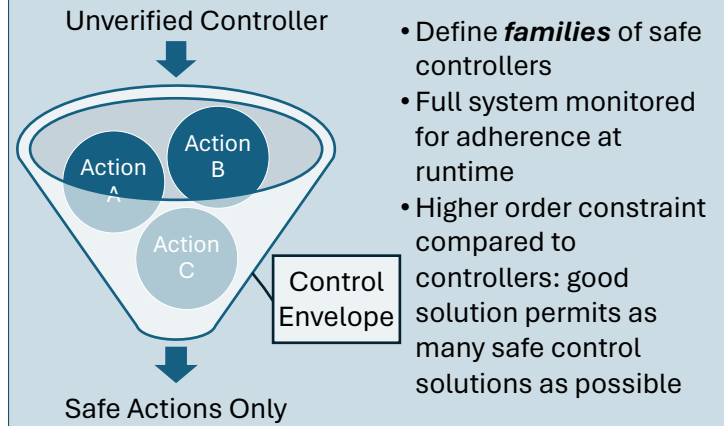 Unverified Controller
Action
A
Action
B
Action
C
Control
Envelope
Safe Actions Only
• Define families of safe
controllers
• Full system monitored
for adherence at
runtime
• Higher order constraint
compared to
controllers: good
solution permits as
many safe control
solutions as possible